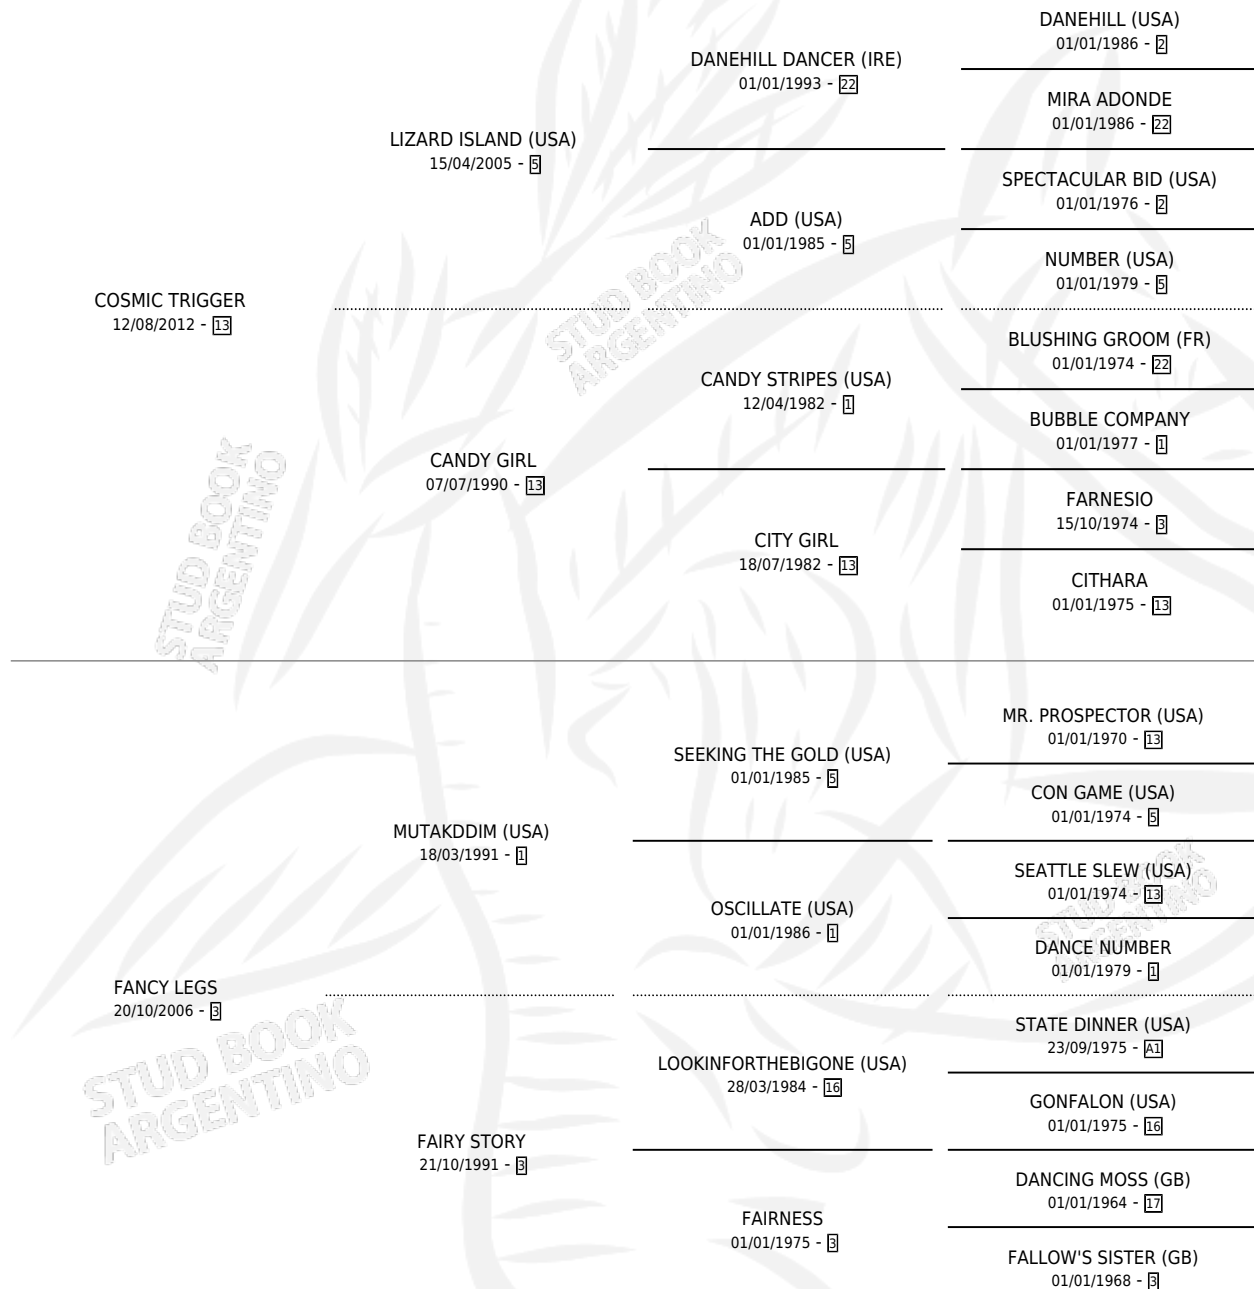 DANEHILL (USA)
01/01/1986 - 2
DANEHILL DANCER (IRE)
01/01/1993 - 22
MIRA ADONDE
01/01/1986 - 22
LIZARD ISLAND (USA)
15/04/2005 - 5
SPECTACULAR BID (USA)
01/01/1976 - 2
ADD (USA)
01/01/1985 - 5
NUMBER (USA)
01/01/1979 - 5
COSMIC TRIGGER
12/08/2012 - 13
BLUSHING GROOM (FR)
01/01/1974 - 22
CANDY STRIPES (USA)
12/04/1982 - 1
BUBBLE COMPANY
01/01/1977 - 1
CANDY GIRL
07/07/1990 - 13
FARNESIO
15/10/1974 - 3
CITY GIRL
18/07/1982 - 13
CITHARA
01/01/1975 - 13
MR. PROSPECTOR (USA)
01/01/1970 - 13
SEEKING THE GOLD (USA)
01/01/1985 - 5
CON GAME (USA)
01/01/1974 - 5
MUTAKDDIM (USA)
18/03/1991 - 1
SEATTLE SLEW (USA)
01/01/1974 - 13
OSCILLATE (USA)
01/01/1986 - 1
DANCE NUMBER
01/01/1979 - 1
FANCY LEGS
20/10/2006 - 3
STATE DINNER (USA)
23/09/1975 - A1
LOOKINFORTHEBIGONE (USA)
28/03/1984 - 16
GONFALON (USA)
01/01/1975 - 16
FAIRY STORY
21/10/1991 - 3
DANCING MOSS (GB)
01/01/1964 - 17
FAIRNESS
01/01/1975 - 3
FALLOW'S SISTER (GB)
01/01/1968 - 3
STUD BOOK
ARGENTINO
STUD BOOK
ARGENTINO
STUD BOOK
ARGENTINO
STUD BOOK
ARGENTINO